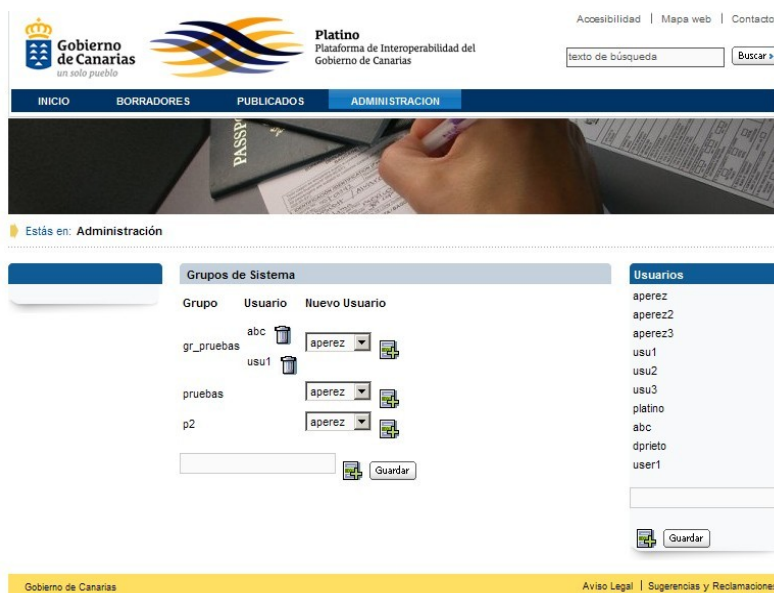 Gobierno
de Canarias
un solo pueblo
Platino
Plataforma de Interoperabilidad del
Gobierno de Canarias
Accesibilidad | Mapa web | Contacto
texto de búsqueda
Buscar
INICIO BORRADORES PUBLICADOS ADMINISTRACION
PASSPO
Estás en: Administración
Grupos de Sistema
Grupo Usuario Nuevo Usuario
gr_pruebas
abc
aperez
usu1
pruebas aperez
p2 aperez
Guardar
Usuarios
aperez
aperez2
aperez3
usu1
usu2
usu3
platino
abc
dprieto
user1
Guardar
Gobierno de Canarias
Aviso Legal | Sugerencias y Reclamaciones